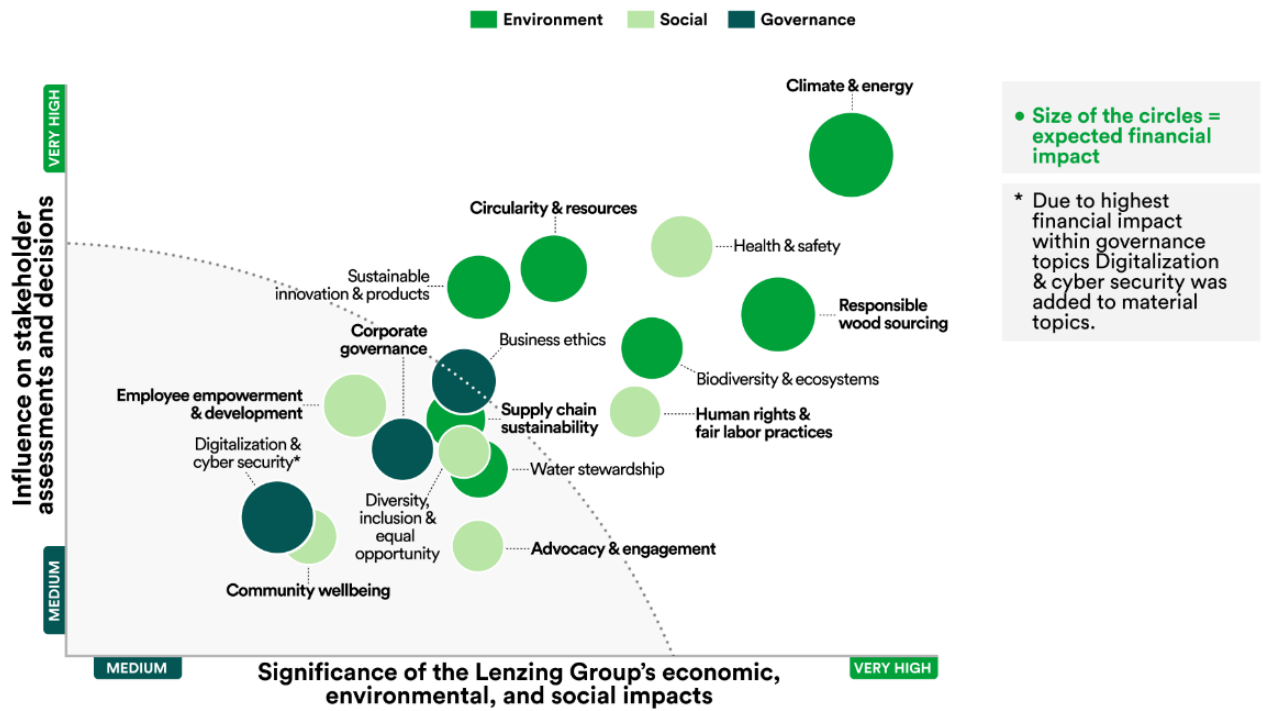 Environment
Social
Governance
Climate & energy
VERY HIGH
• Size of the circles =
expected financial
impact
* Due to highest
financial impact
within governance
topics Digitalization
& cyber security was
added to material
topics.
Influence on stakeholder
assessments and decisions
Circularity & resources
Health & safety
Sustainable
innovation & products
Responsible
wood sourcing
Corporate
governance
Business ethics
Biodiversity & ecosystems
Employee empowerment
& development
Supply chain
sustainability
Human rights &
fair labor practices
Digitalization &
cyber security*
Water stewardship
Diversity,
inclusion &
equal
opportunity
Advocacy & engagement
Community wellbeing
MEDIUM
MEDIUM
Significance of the Lenzing Group's economic,
environmental, and social impacts
VERY HIGH